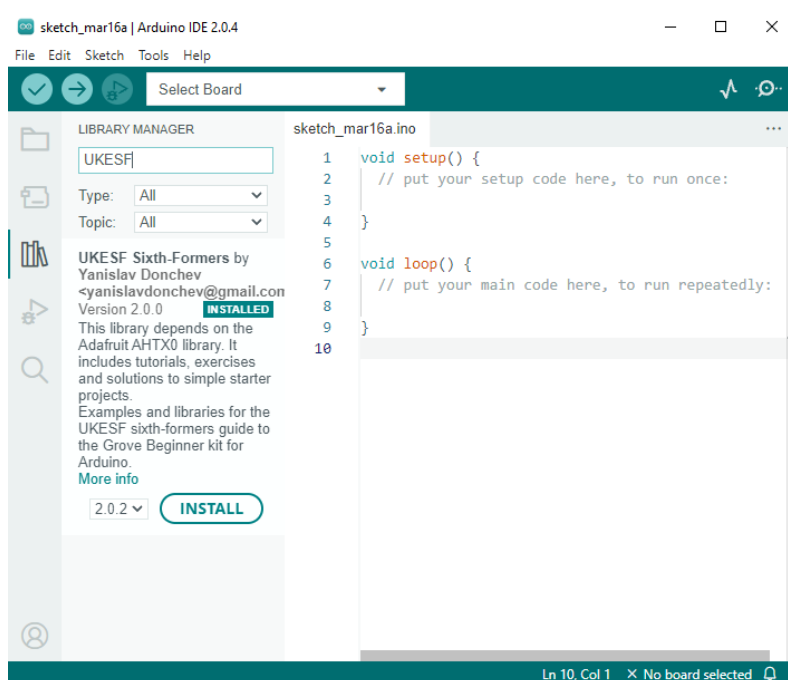 sketch_mar16a | Arduino IDE 2.0.4
File Edit Sketch Tools Help
Select Board
LIBRARY MANAGER
UKESF
Type: All
Topic: All
UKESF Sixth-Formers by
Yanislav Donchev
<yanislavdonchev@gmail.com
Version 2.0.0 INSTALLED
This library depends on the
Adafruit AHTX0 library. It
includes tutorials, exercises
and solutions to simple starter
projects.
Examples and libraries for the
UKESF sixth-formers guide to
the Grove Beginner kit for
Arduino.
More info
2.0.2 INSTALL
sketch_mar16a.ino
1 void setup() {
2 // put your setup code here, to run once:
3
4 }
5
6 void loop() {
7 // put your main code here, to run repeatedly:
8
9 }
10
Ln 10, Col 1 × No board selected